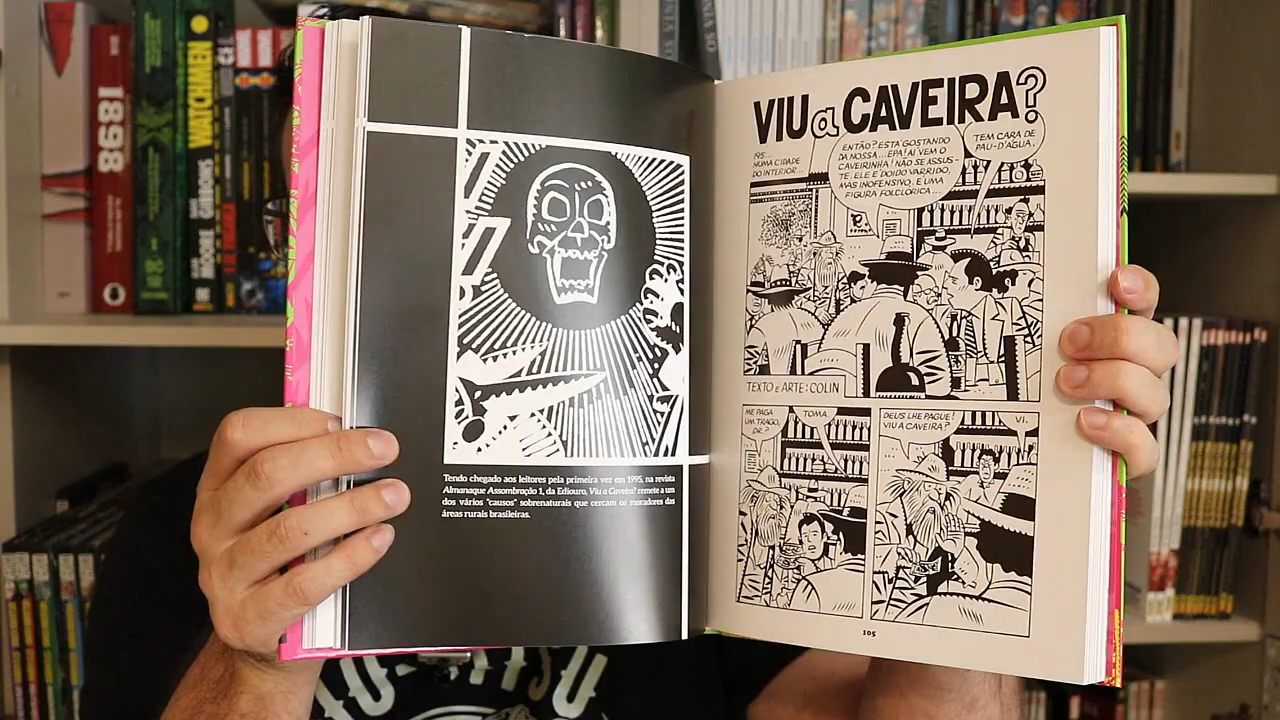 1898
WATCHMEN
MOORE GIBBONS
Tendo chegado aos leitores pela primeira vez em 1995, na revista
Almanaque Assombração 1, da Ediouro, Viu a Caveira? remete a um
dos vários "causos" sobrenaturais que cercam os moradores das
áreas rurais brasileiras.
VIU a CAVEIRA?
195...
NUMA CIDADE
DO INTERIOR...
ENTÃO? ESTÁ GOSTANDO
DA NOSSA... EPA! AÍ VEM O
CAVEIRINHA! NÃO SE ASSUS-
TE: ELE É DOIDO VARRIDO,
MAS INOFENSIVO. É UMA
FIGURA FOLCLÓRICA...
TEM CARA DE
PAU-D'ÁGUA.
TEXTO e ARTE: COLIN
ME PAGA
UM TRAGO,
DR.?
TOMA.
DEUS LHE PAGUE!
VIU A CAVEIRA?
VI.
105